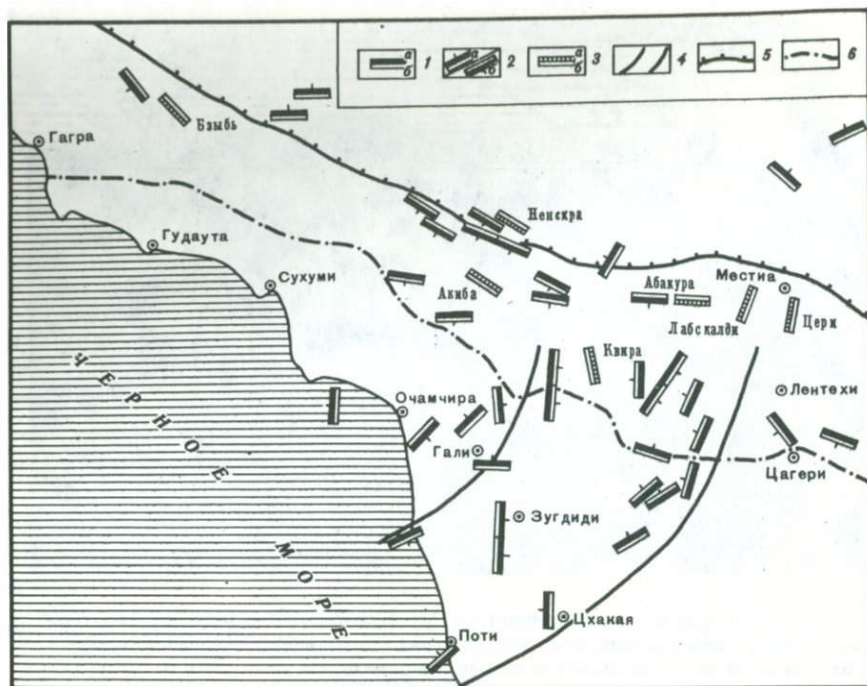 а б 1 а б 2 а б 3 4 5 6
Гагра
Бзыбь
Гудаута
Сухуми
Ненскра
Акиба
Абакура
Местиа
Лабскалди
Цери
Квира
Очамчира
Лентехи
Гали
Цагери
Зугдиди
Цхакая
Поти
ЧЕРНОЕ
МОРЕ